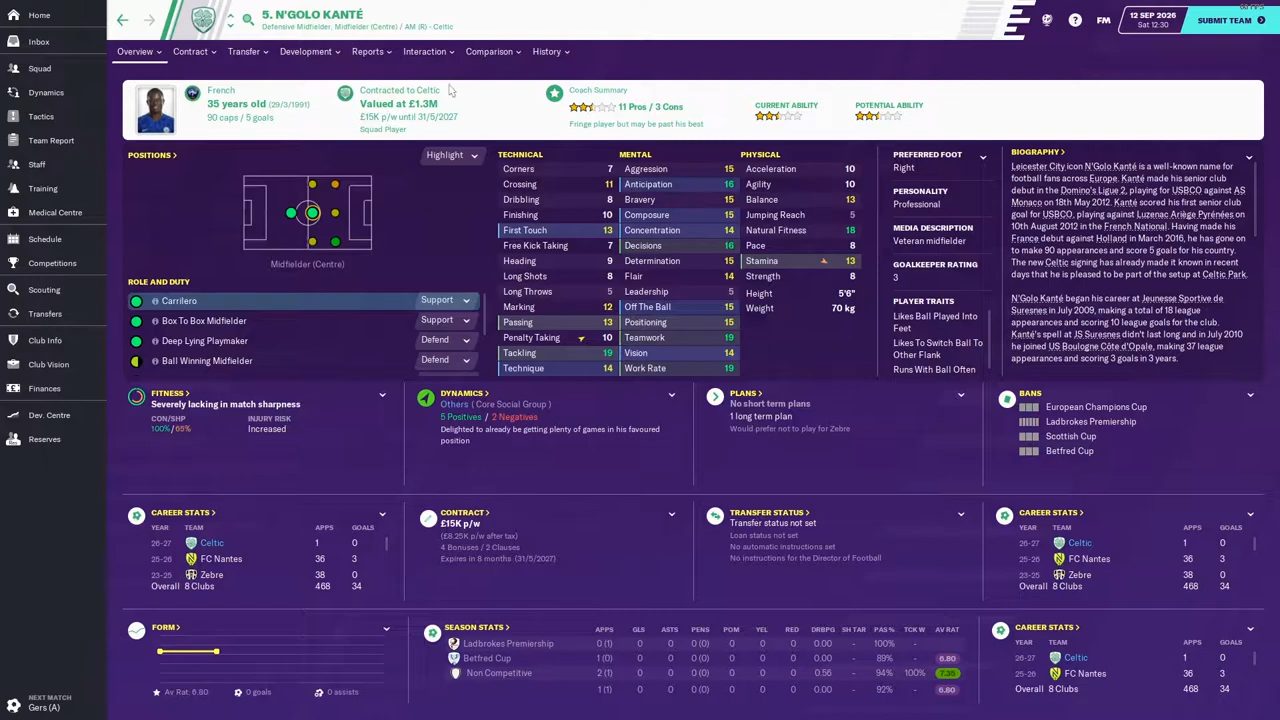 60 FPS
Home
5. N'GOLO KANTÉ
Defensive Midfielder, Midfielder (Centre) / AM (R) - Celtic
FM
12 SEP 2026
Sat 12:30
SUBMIT TEAM
Inbox
Squad
Dynamics
Tactics
Team Report
Staff
Training
Medical Centre
Schedule
Competitions
Scouting
Transfers
Club Info
Club Vision
Finances
Dev. Centre
Reserves
NEXT MATCH
Gers (A)
Overview
Contract
Transfer
Development
Reports
Interaction
Comparison
History
French
35 years old (29/3/1991)
90 caps / 5 goals
Contracted to Celtic
Valued at £1.3M
£15K p/w until 31/5/2027
Squad Player
Coach Summary
11 Pros / 3 Cons
Fringe player but may be past his best
CURRENT ABILITY
POTENTIAL ABILITY
POSITIONS
Highlight
Midfielder (Centre)
ROLE AND DUTY
Carrilero Support
Box To Box Midfielder Support
Deep Lying Playmaker Defend
Ball Winning Midfielder Defend
TECHNICAL
Corners 7
Crossing 11
Dribbling 8
Finishing 10
First Touch 13
Free Kick Taking 7
Heading 9
Long Shots 8
Long Throws 5
Marking 12
Passing 13
Penalty Taking 10
Tackling 19
Technique 14
MENTAL
Aggression 15
Anticipation 16
Bravery 15
Composure 15
Concentration 14
Decisions 16
Determination 15
Flair 14
Leadership 5
Off The Ball 15
Positioning 15
Teamwork 19
Vision 14
Work Rate 19
PHYSICAL
Acceleration 10
Agility 10
Balance 13
Jumping Reach 5
Natural Fitness 18
Pace 8
Stamina 13
Strength 8
Height 5'6"
Weight 70 kg
PREFERRED FOOT
Right
PERSONALITY
Professional
MEDIA DESCRIPTION
Veteran midfielder
GOALKEEPER RATING
3
PLAYER TRAITS
Likes Ball Played Into
Feet
Likes To Switch Ball To
Other Flank
Runs With Ball Often
BIOGRAPHY
Leicester City icon N'Golo Kanté is a well-known name for
football fans across Europe. Kanté made his senior club
debut in the Domino's Ligue 2, playing for USBCO against AS
Monaco on 18th May 2012. Kanté scored his first senior club
goal for USBCO, playing against Luzenac Ariège Pyrénées on
10th August 2012 in the French National. Having made his
France debut against Holland in March 2016, he has gone on
to make 90 appearances and score 5 goals for his country.
The new Celtic signing has already made it known in recent
days that he is pleased to be part of the setup at Celtic Park.
N'Golo Kanté began his career at Jeunesse Sportive de
Suresnes in July 2009, making a total of 18 league
appearances and scoring 10 league goals for the club.
Kanté's spell at JS Suresnes didn't last long and in July 2010
he joined US Boulogne Côte d'Opale, making 37 league
appearances and scoring 3 goals in 3 years.
FITNESS
Severely lacking in match sharpness
CON/SHP
100%/65%
INJURY RISK
Increased
DYNAMICS
Others ( Core Social Group )
5 Positives / 2 Negatives
Delighted to already be getting plenty of games in his favoured
position
PLANS
No short term plans
1 long term plan
Would prefer not to play for Zebre
BANS
European Champions Cup
Ladbrokes Premiership
Scottish Cup
Betfred Cup
CAREER STATS
YEAR TEAM APPS GOALS
26-27 Celtic 1 0
25-26 FC Nantes 36 3
23-25 Zebre 38 0
Overall 8 Clubs 468 34
CONTRACT
£15K p/w
(£8.25K p/w after tax)
4 Bonuses / 2 Clauses
Expires in 8 months (31/5/2027)
TRANSFER STATUS
Transfer status not set
Loan status not set
No automatic instructions set
No instructions for the Director of Football
CAREER STATS
YEAR TEAM APPS GOALS
26-27 Celtic 1 0
25-26 FC Nantes 36 3
23-25 Zebre 38 0
Overall 8 Clubs 468 34
FORM
Av Rat: 6.80 0 goals 0 assists
SEASON STATS APPS GLS ASTS PENS POM YEL RED DRBPG SH TAR PAS% TCK W AV RAT
Ladbrokes Premiership 0 (1) 0 0 0 (0) 0 0 0 0.00 - 100% - -
Betfred Cup 1 (0) 0 0 0 (0) 0 0 0 0.00 - 89% - 6.80
Non Competitive 2 (1) 0 0 0 (0) 0 0 0 0.56 - 94% 100% 7.35
1 (1) 0 0 0 (0) 0 0 0 0.00 - 92% - 6.80
CAREER STATS
YEAR TEAM APPS GOALS
26-27 Celtic 1 0
25-26 FC Nantes 36 3
Overall 8 Clubs 468 34